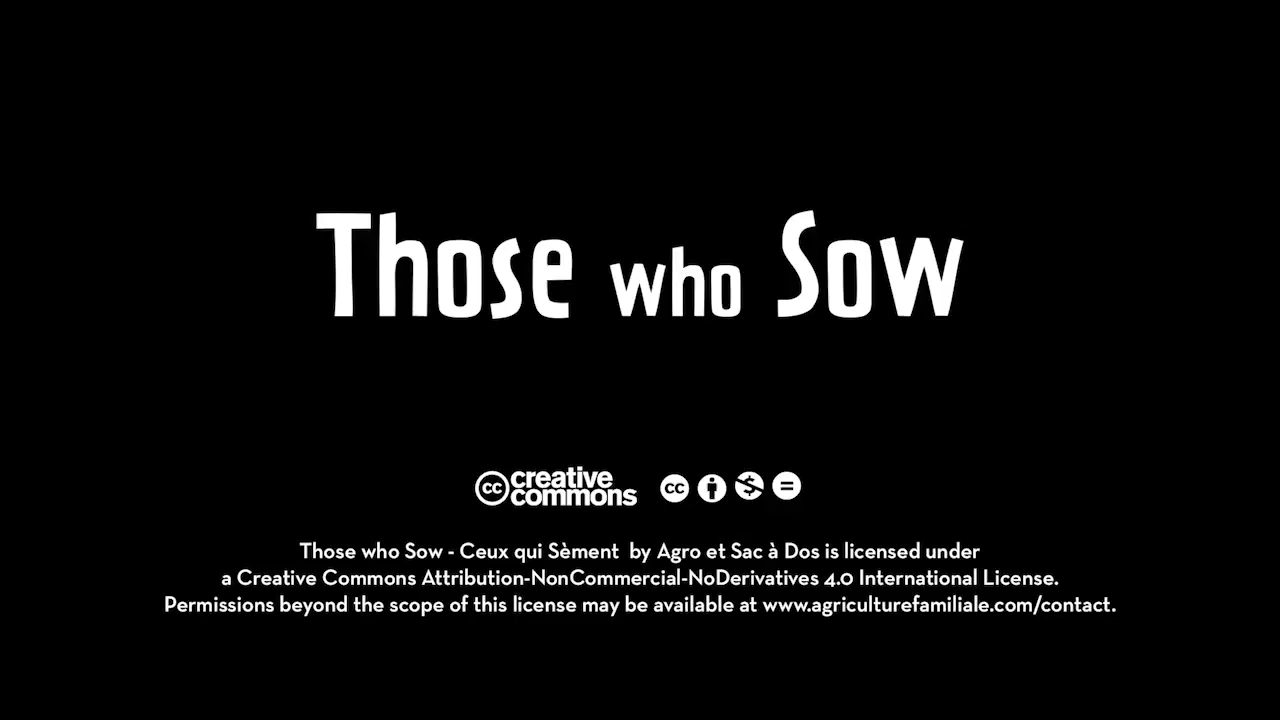 Those who Sow
cc creative commons
Those who Sow - Ceux qui Sèment by Agro et Sac à Dos is licensed under
a Creative Commons Attribution-NonCommercial-NoDerivatives 4.0 International License.
Permissions beyond the scope of this license may be available at www.agriculturefamiliale.com/contact.